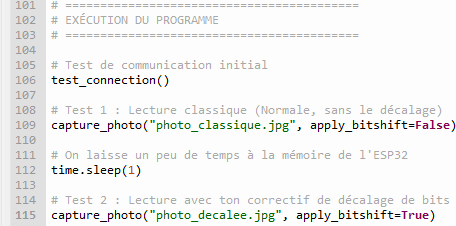 101 # ==========================================
102 # EXÉCUTION DU PROGRAMME
103 # ==========================================
104
105 # Test de communication initial
106 test_connection()
107
108 # Test 1 : Lecture classique (Normale, sans le décalage)
109 capture_photo("photo_classique.jpg", apply_bitshift=False)
110
111 # On laisse un peu de temps à la mémoire de l'ESP32
112 time.sleep(1)
113
114 # Test 2 : Lecture avec ton correctif de décalage de bits
115 capture_photo("photo_decalee.jpg", apply_bitshift=True)